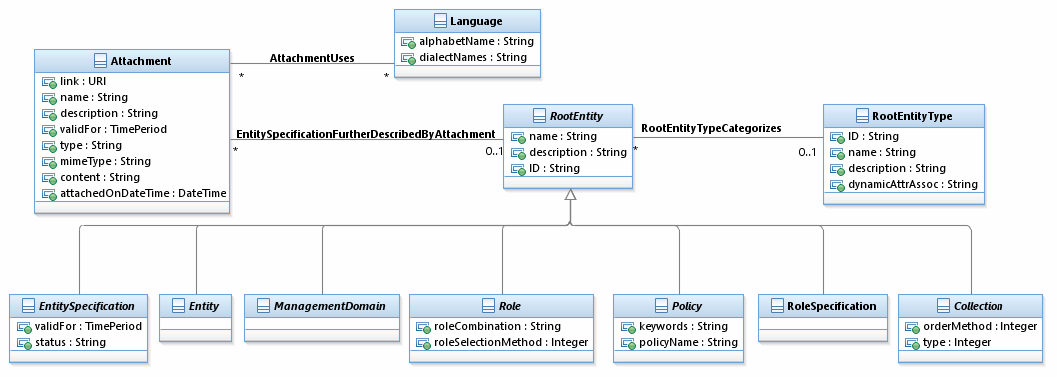 Language
alphabetName : String
dialectNames : String
AttachmentUses
*
*
Attachment
link : URI
name : String
description : String
validFor : TimePeriod
type : String
mimeType : String
content : String
attachedOnDateTime : DateTime
EntitySpecificationFurtherDescribedByAttachment
*
0..1
RootEntity
name : String
description : String
ID : String
RootEntityTypeCategorizes
*
0..1
RootEntityType
ID : String
name : String
description : String
dynamicAttrAssoc : String
EntitySpecification
validFor : TimePeriod
status : String
Entity
ManagementDomain
Role
roleCombination : String
roleSelectionMethod : Integer
Policy
keywords : String
policyName : String
RoleSpecification
Collection
orderMethod : Integer
type : Integer